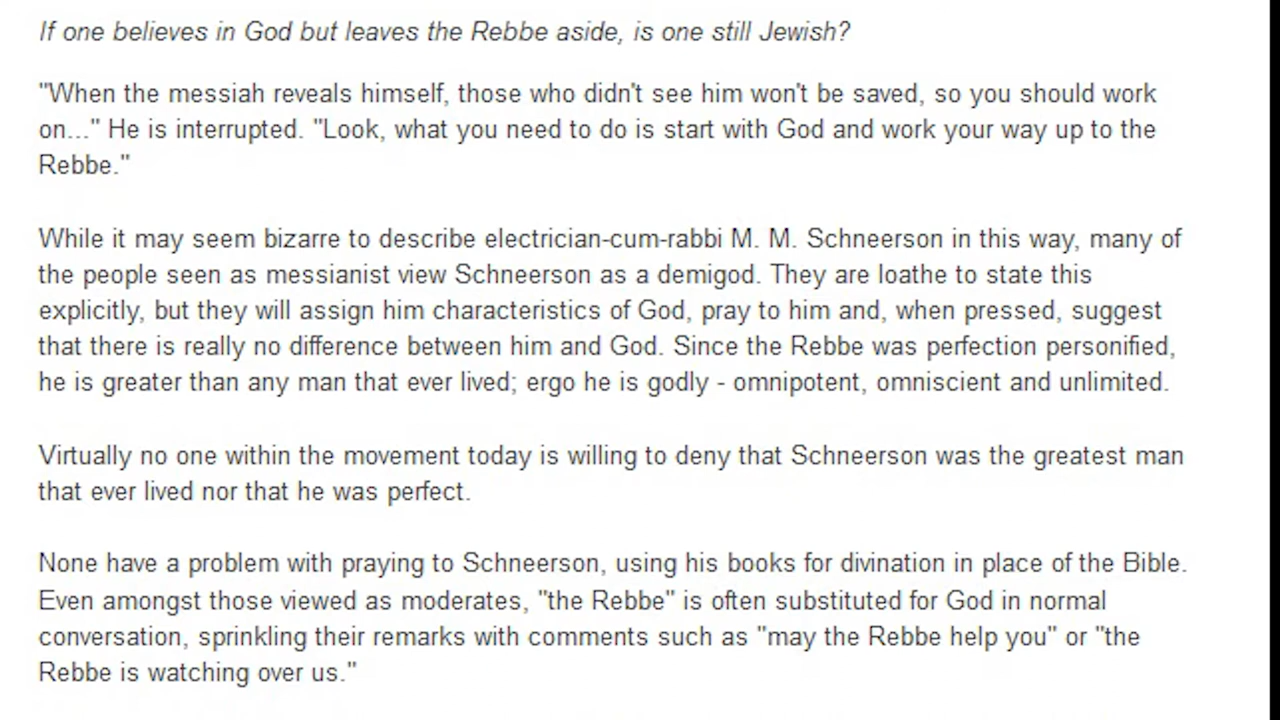 If one believes in God but leaves the Rebbe aside, is one still Jewish?
"When the messiah reveals himself, those who didn't see him won't be saved, so you should work
on..." He is interrupted. "Look, what you need to do is start with God and work your way up to the
Rebbe."
While it may seem bizarre to describe electrician-cum-rabbi M. M. Schneerson in this way, many of
the people seen as messianist view Schneerson as a demigod. They are loathe to state this
explicitly, but they will assign him characteristics of God, pray to him and, when pressed, suggest
that there is really no difference between him and God. Since the Rebbe was perfection personified,
he is greater than any man that ever lived; ergo he is godly - omnipotent, omniscient and unlimited.
Virtually no one within the movement today is willing to deny that Schneerson was the greatest man
that ever lived nor that he was perfect.
None have a problem with praying to Schneerson, using his books for divination in place of the Bible.
Even amongst those viewed as moderates, "the Rebbe" is often substituted for God in normal
conversation, sprinkling their remarks with comments such as "may the Rebbe help you" or "the
Rebbe is watching over us."